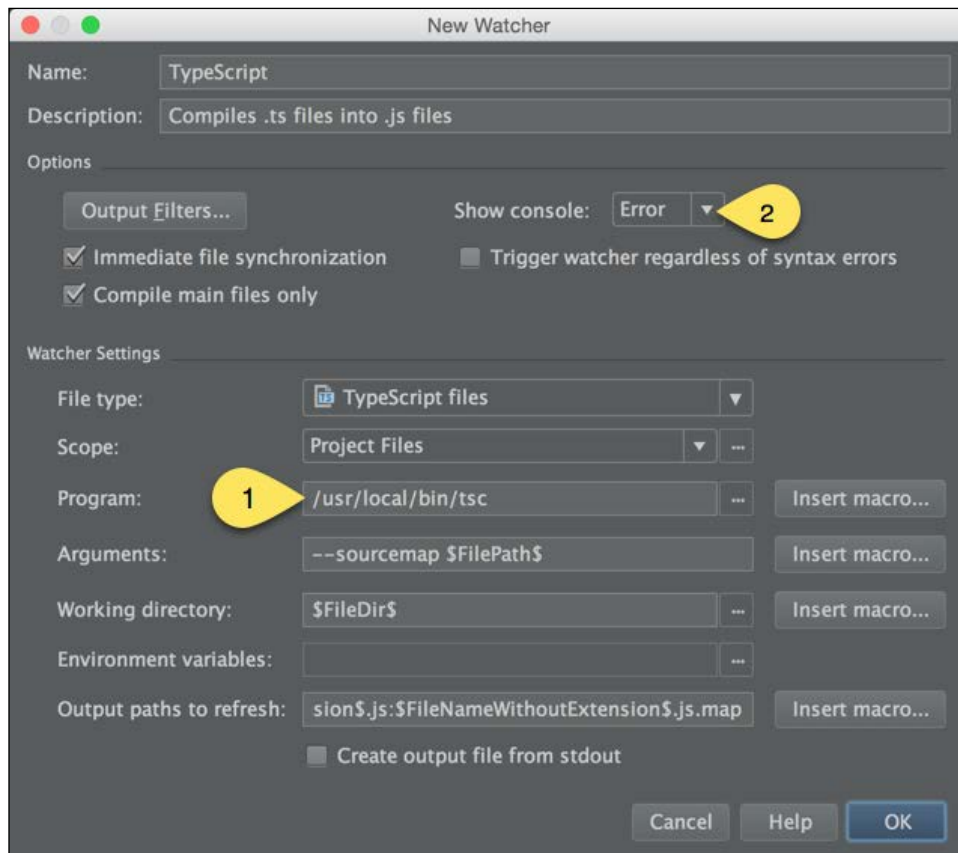 New Watcher
Name: TypeScript
Description: Compiles .ts files into .js files
Options
Output Filters... Show console: Error 2
Immediate file synchronization Trigger watcher regardless of syntax errors
Compile main files only
Watcher Settings
File type: TS TypeScript files
Scope: Project Files ...
Program: 1 /usr/local/bin/tsc ... Insert macro...
Arguments: --sourcemap $FilePath$ Insert macro...
Working directory: $FileDir$ ... Insert macro...
Environment variables: ...
Output paths to refresh: sion$.js:$FileNameWithoutExtension$.js.map Insert macro...
Create output file from stdout
Cancel Help OK